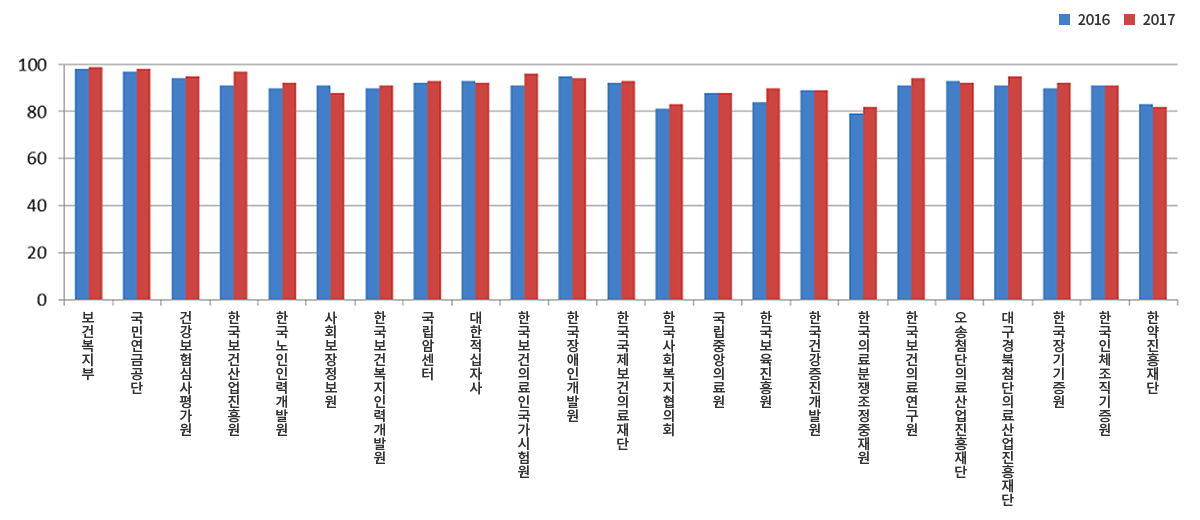 2016 2017
100
80
60
40
20
0
보건복지부
국민연금공단
건강보험심사평가원
한국보건산업진흥원
한국노인인력개발원
사회보장정보원
한국보건복지인력개발원
국립암센터
대한적십자사
한국보건의료인국가시험원
한국장애인개발원
한국국제보건의료재단
한국사회복지협의회
국립중앙의료원
한국보육진흥원
한국건강증진개발원
한국의료분쟁조정중재원
한국보건의료연구원
오송첨단의료산업진흥재단
대구경북첨단의료산업진흥재단
한국장기기증원
한국인체조직기증원
한약진흥재단